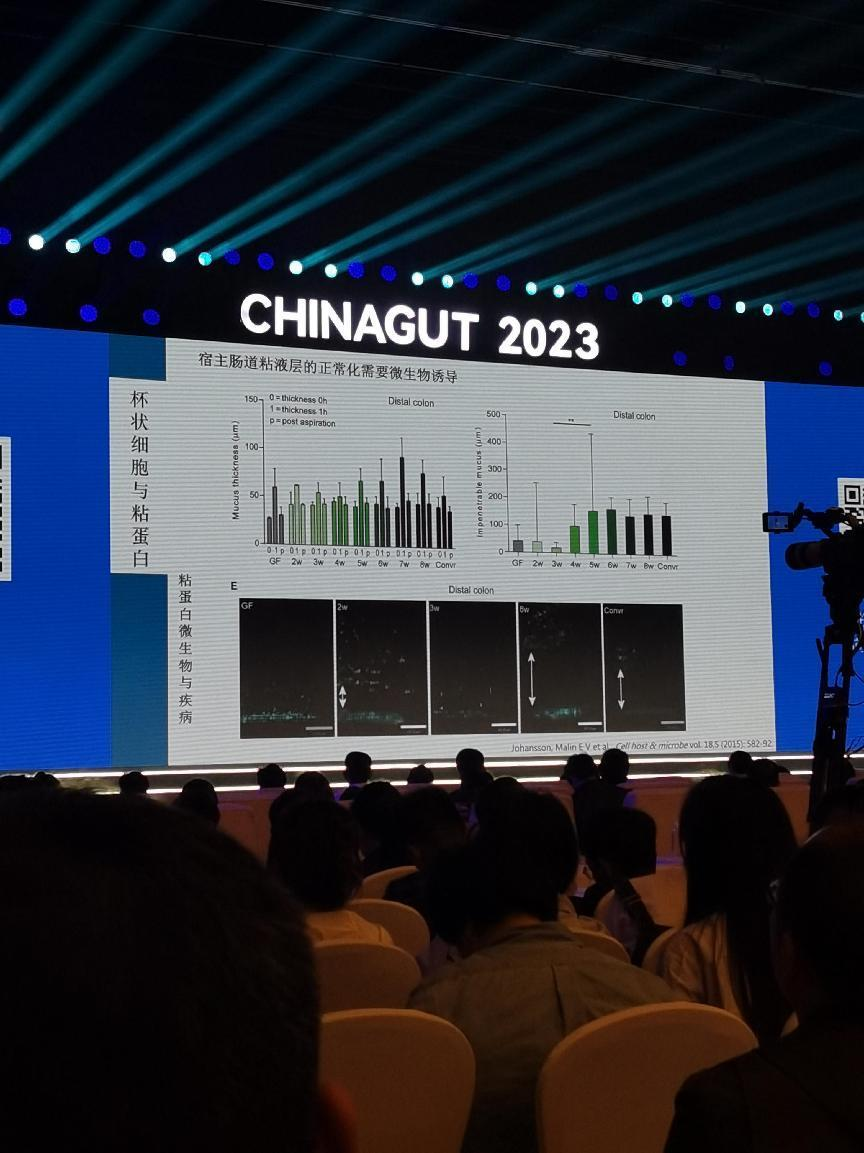 CHINAGUT 2023
宿主肠道粘液层的正常化需要微生物诱导
杯状细胞与粘蛋白
粘蛋白微生物与疾病
0 = thickness 0h
1 = thickness 1h
p = post aspiration
Distal colon
Mucus thickness (μm)
150
100
50
0
0 1 p 0 1 p 0 1 p 0 1 p 0 1 p 0 1 p 0 1 p 0 1 p 0 1 p
GF 2w 3w 4w 5w 6w 7w 8w Convr
Distal colon
Impenetrable mucus (μm)
500
400
300
200
100
0
**
GF 2w 3w 4w 5w 6w 7w 8w Convr
E
Distal colon
GF 2w 3w 6w Convr
Johansson, Malin E V et al. Cell host & microbe vol. 18,5 (2015): 582-92.